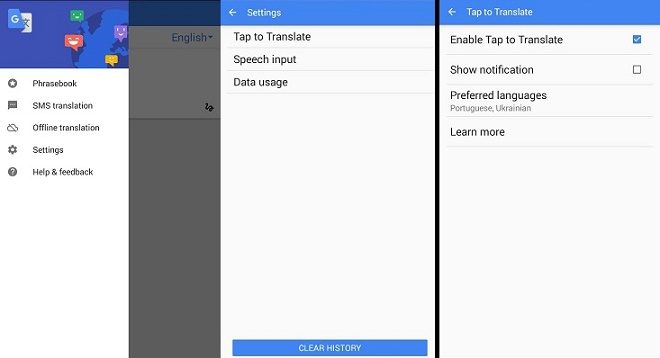 G
English
Phrasebook
SMS translation
Offline translation
Settings
Help & feedback
Settings
Tap to Translate
Speech input
Data usage
CLEAR HISTORY
Tap to Translate
Enable Tap to Translate
Show notification
Preferred languages
Portuguese, Ukrainian
Learn more